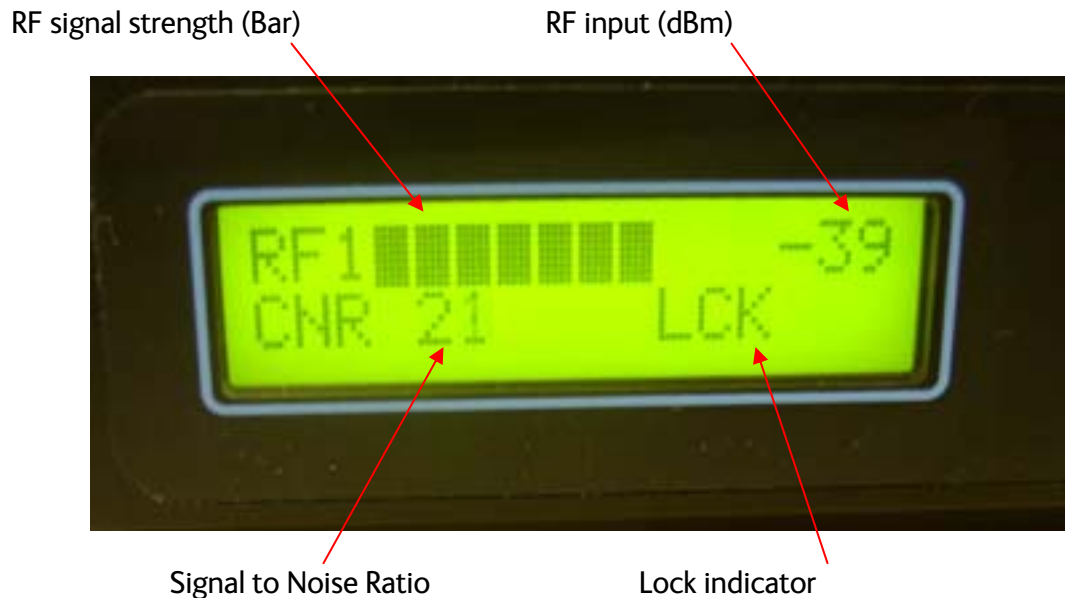 RF signal strength (Bar) RF input (dBm)
RF1 -39
CNR 21 LCK
Signal to Noise Ratio Lock indicator